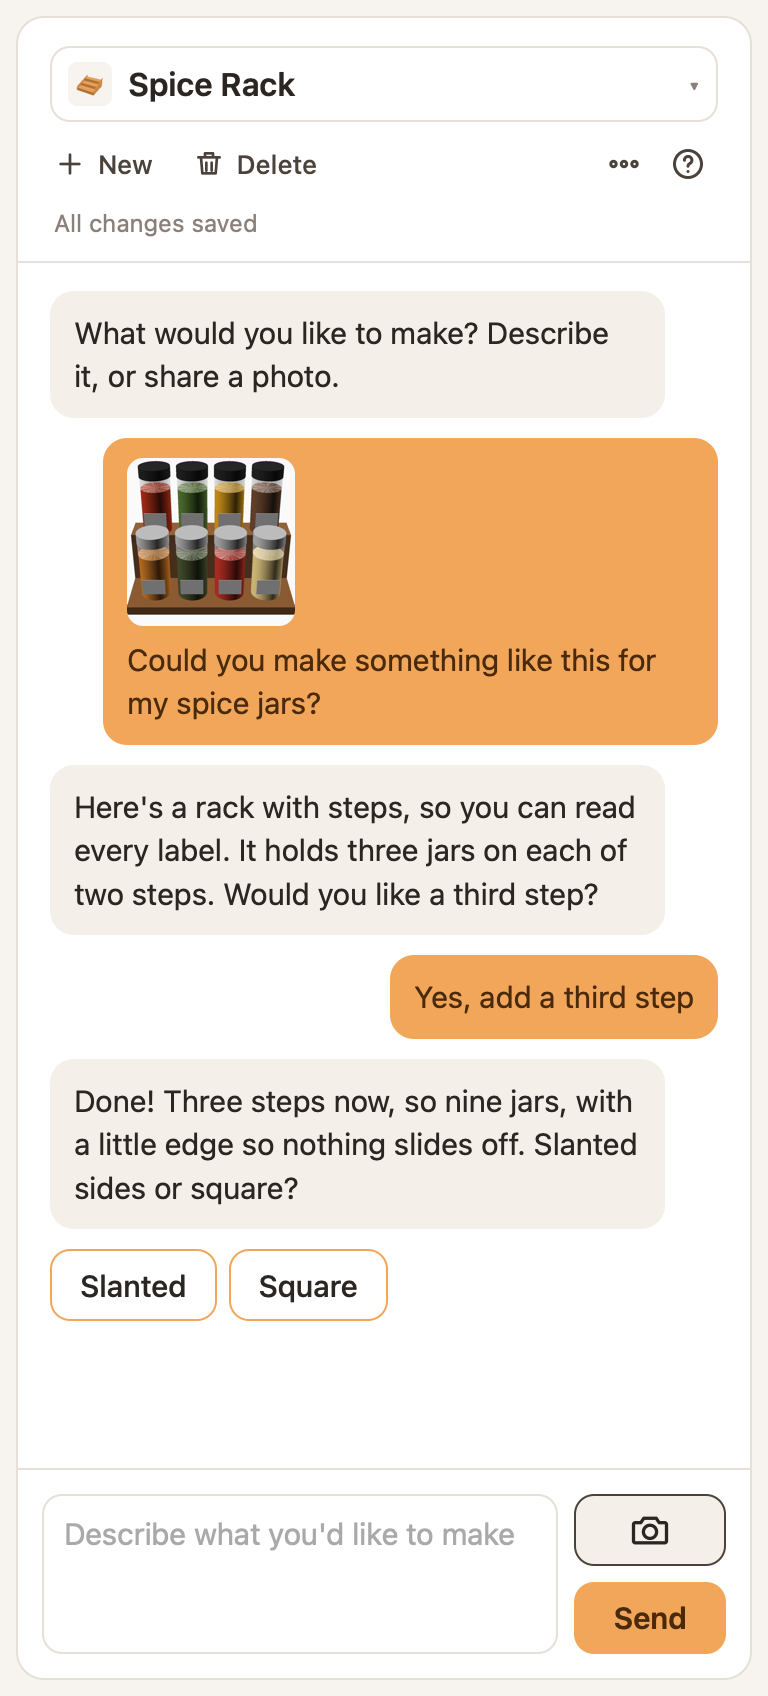 Spice Rack
New
Delete
All changes saved
What would you like to make? Describe
it, or share a photo.
Could you make something like this for
my spice jars?
Here's a rack with steps, so you can read
every label. It holds three jars on each of
two steps. Would you like a third step?
Yes, add a third step
Done! Three steps now, so nine jars, with
a little edge so nothing slides off. Slanted
sides or square?
Slanted
Square
Describe what you'd like to make
Send